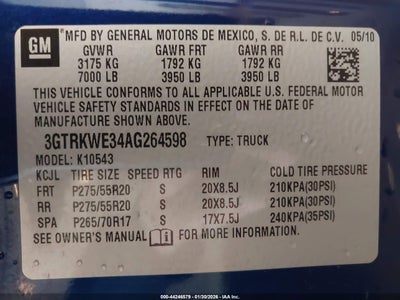 GM
MFD BY GENERAL MOTORS DE MEXICO, S. DE R.L. DE C.V. 05/10
GVWR GAWR FRT GAWR RR
3175 KG 1792 KG 1792 KG
7000 LB 3950 LB 3950 LB
THIS VEHICLE CONFORMS TO ALL APPLICABLE U.S. FEDERAL MOTOR
VEHICLE SAFETY STANDARDS IN EFFECT ON THE DATE OF
MANUFACTURE SHOWN ABOVE.
3GTRKWE34AG264598 TYPE: TRUCK
MODEL: K10543
KCJL TIRE SIZE SPEED RTG RIM COLD TIRE PRESSURE
FRT P275/55R20 S 20X8.5J 210KPA(30PSI)
RR P275/55R20 S 20X8.5J 210KPA(30PSI)
SPA P265/70R17 S 17X7.5J 240KPA(35PSI)
SEE OWNER'S MANUAL FOR MORE INFORMATION.
000-44246579 - 01/20/2026 - IAA Inc.